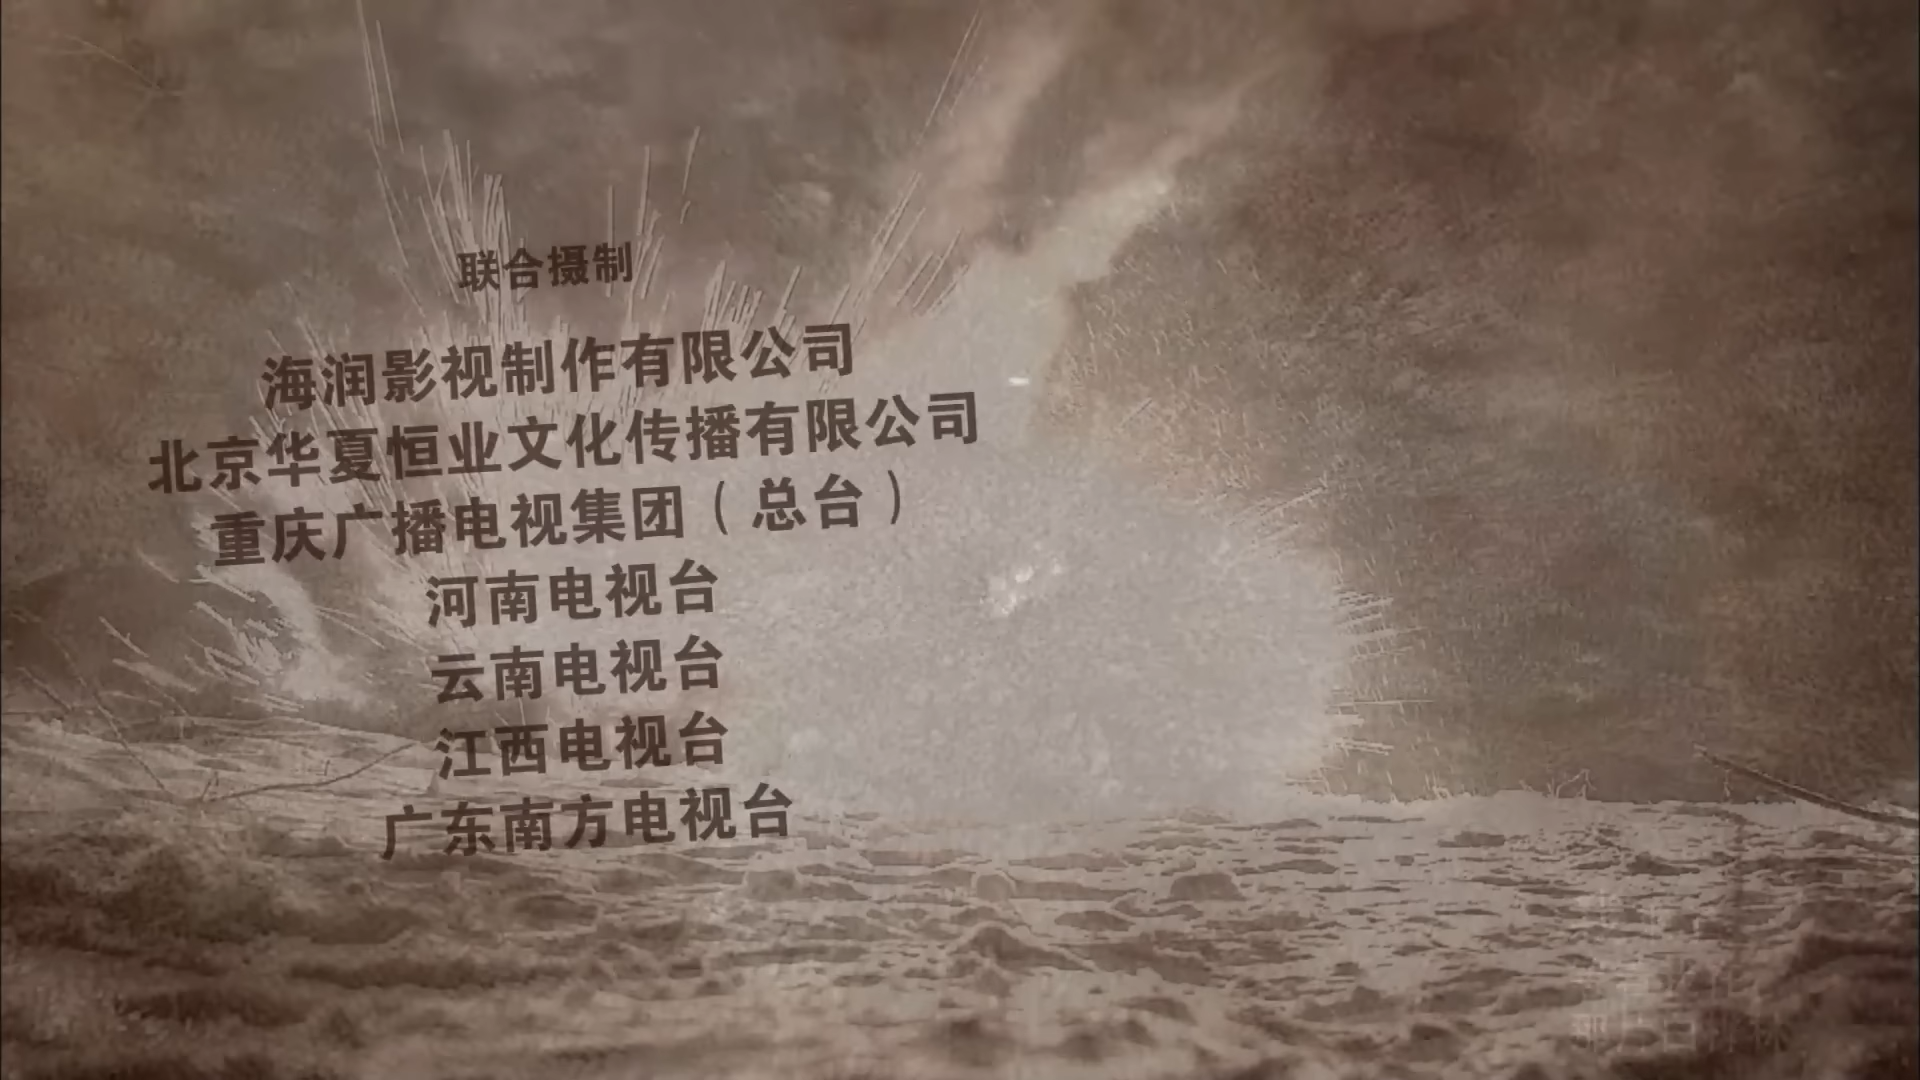 联合摄制
海润影视制作有限公司
北京华夏恒业文化传播有限公司
重庆广播电视集团（总台）
河南电视台
云南电视台
江西电视台
广东南方电视台